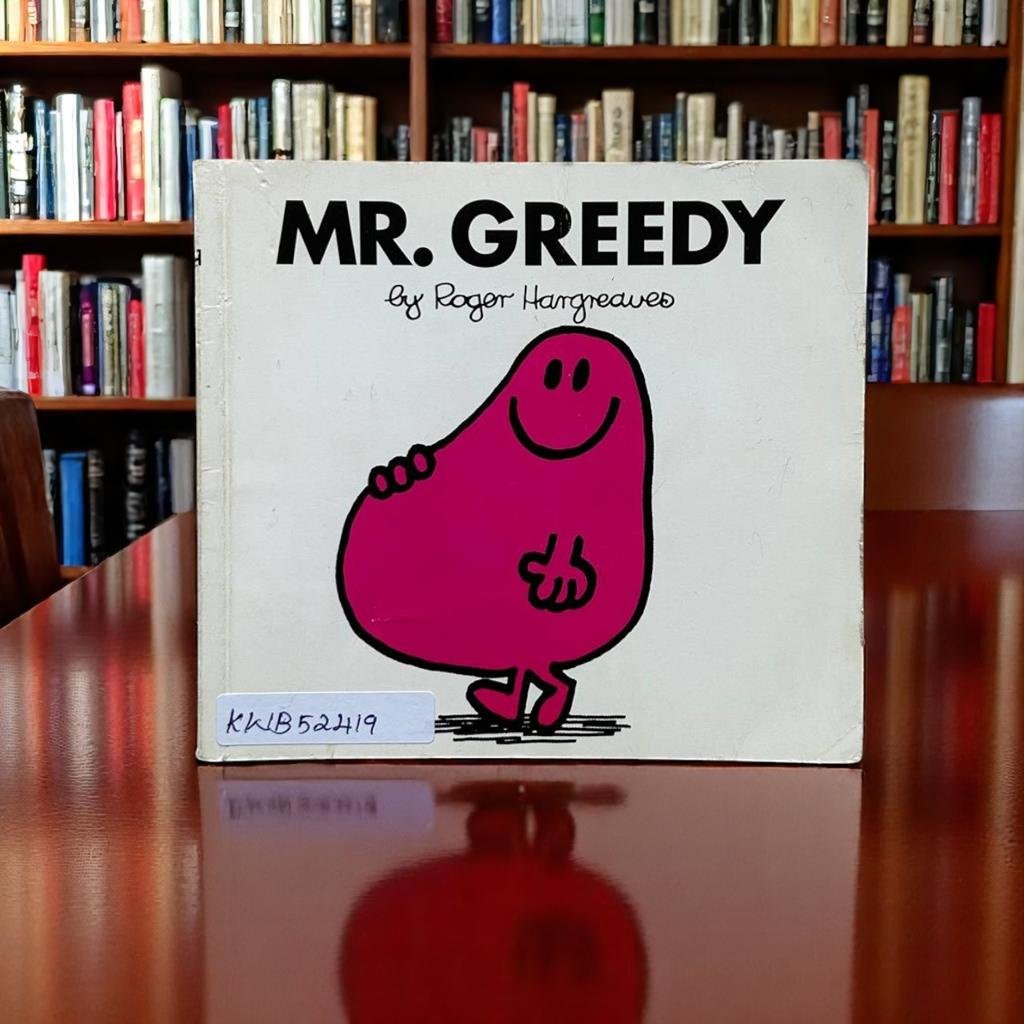 MR. GREEDY
by Roger Hargreaves
KWB52419